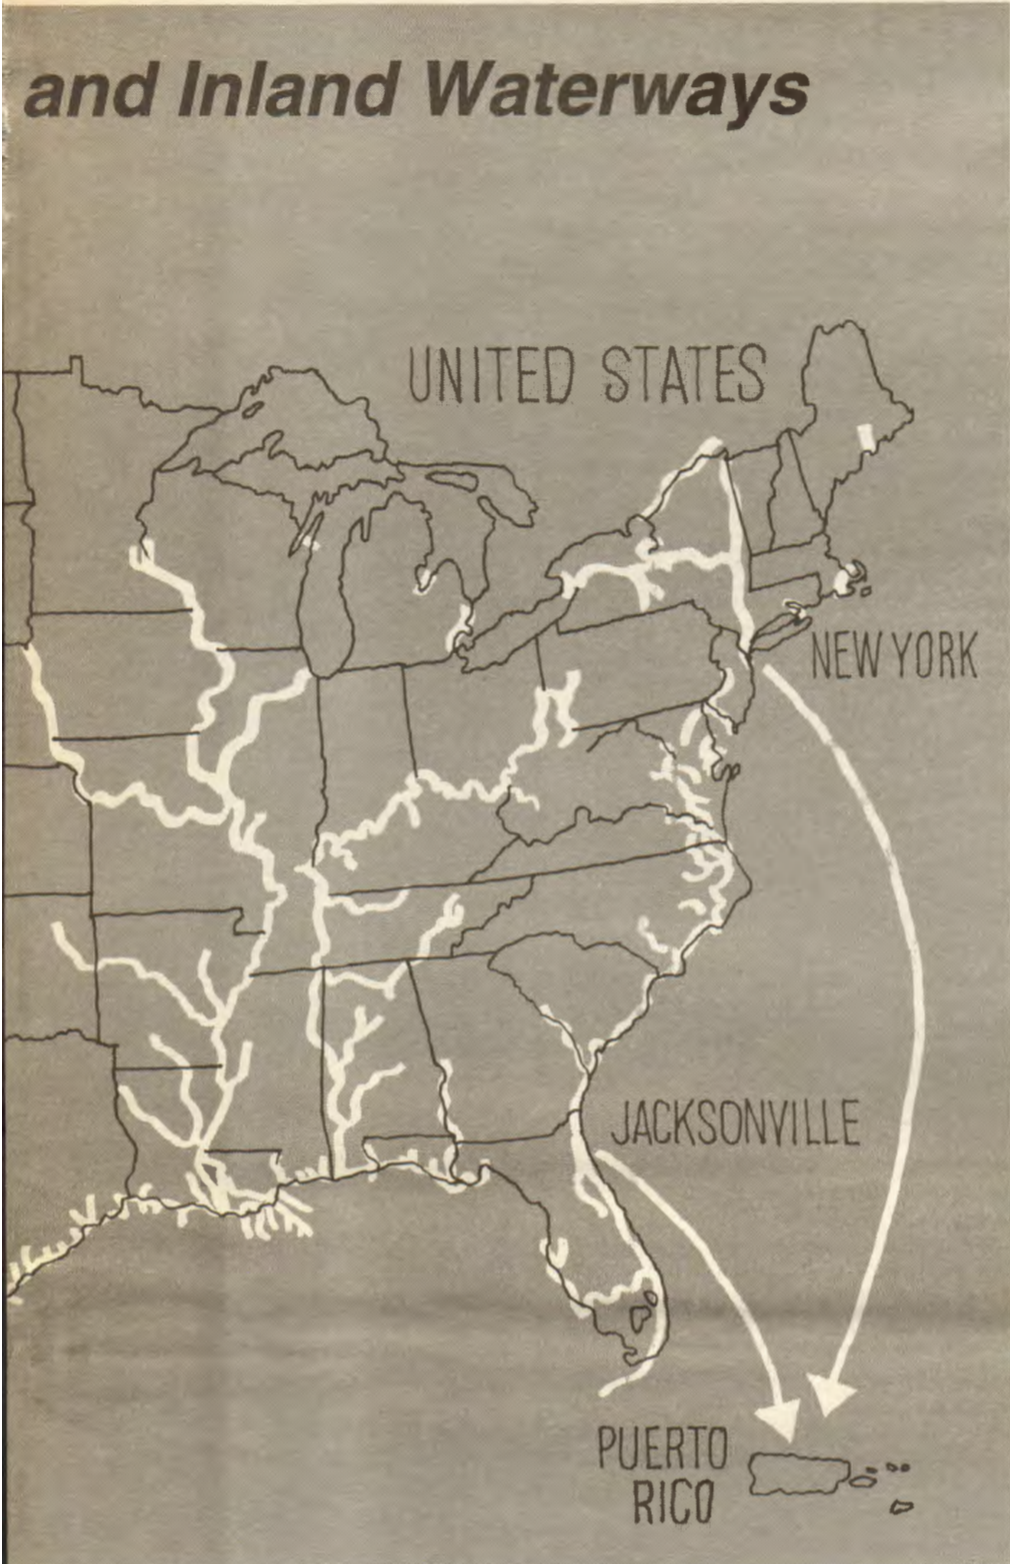 and Inland Waterways
UNITED STATES
NEW YORK
JACKSONVILLE
PUERTO
RICO